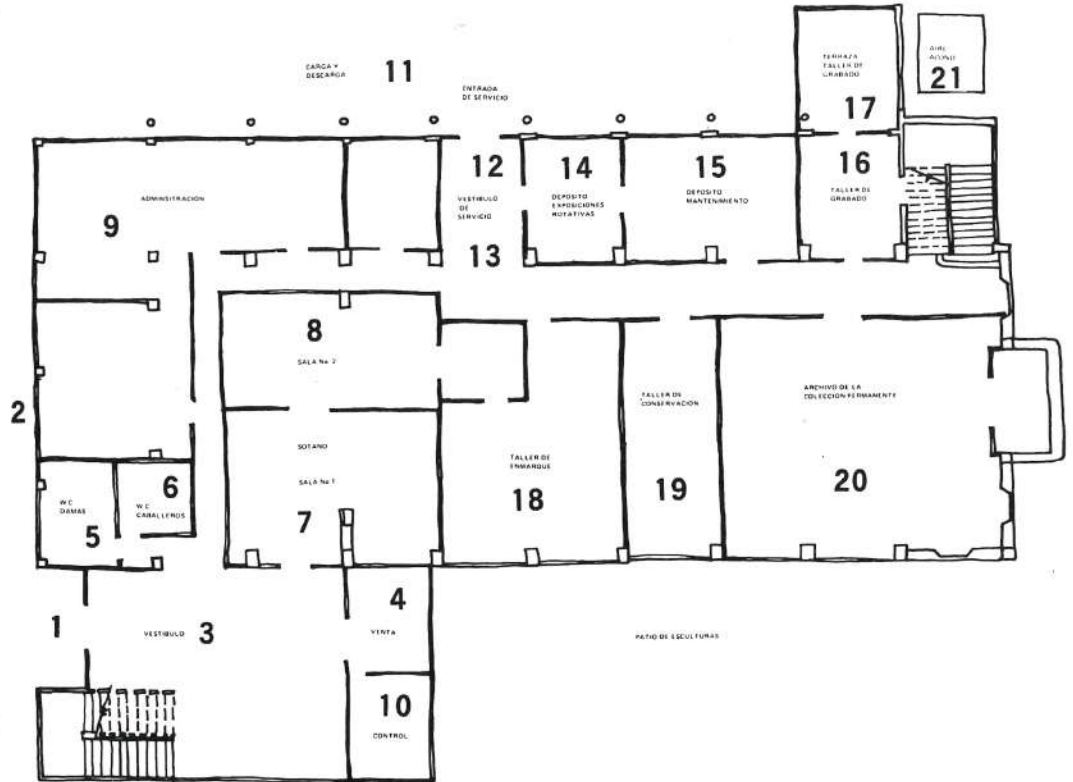 CARGA Y
DESCARGA
11
ENTRADA
DE SERVICIO
TERRAZA
TALLER DE
GRABADO
17
AIRE
ACOND
21
ADMINSITRACION
9
12
VESTIBULO
DE
SERVICIO
13
14
DEPOSITO
EXPOSICIONES
ROTATIVAS
15
DEPOSITO
MANTENIMIENTO
16
TALLER DE
GRABADO
8
SALA No 2
2
SOTANO
SALA No 1
7
TALLER DE
ENMARQUE
18
TALLER DE
CONSERVACION
19
ARCHIVO DE LA
COLECCION PERMANENTE
20
W.C
DAMAS
5
6
W.C
CABALLEROS
1
VESTIBULO
3
4
VENTA
10
CONTROL
PATIO DE ESCULTURAS